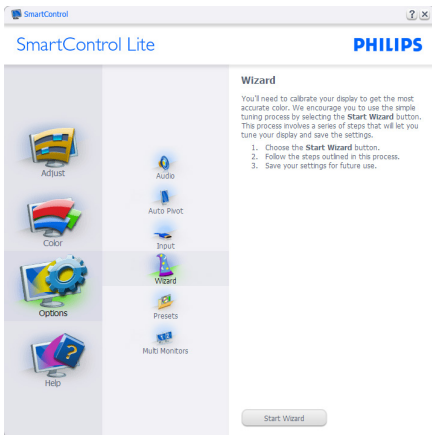 SmartControl
SmartControl Lite
PHILIPS
Adjust
Color
Options
Help
Audio
Auto Pivot
Input
Wizard
Presets
Multi Monitors
Wizard
You'll need to calibrate your display to get the most
accurate color. We encourage you to use the simple
tuning process by selecting the Start Wizard button.
This process involves a series of steps that will let you
tune your display and save the settings.
1. Choose the Start Wizard button.
2. Follow the steps outlined in this process.
3. Save your settings for future use.
Start Wizard